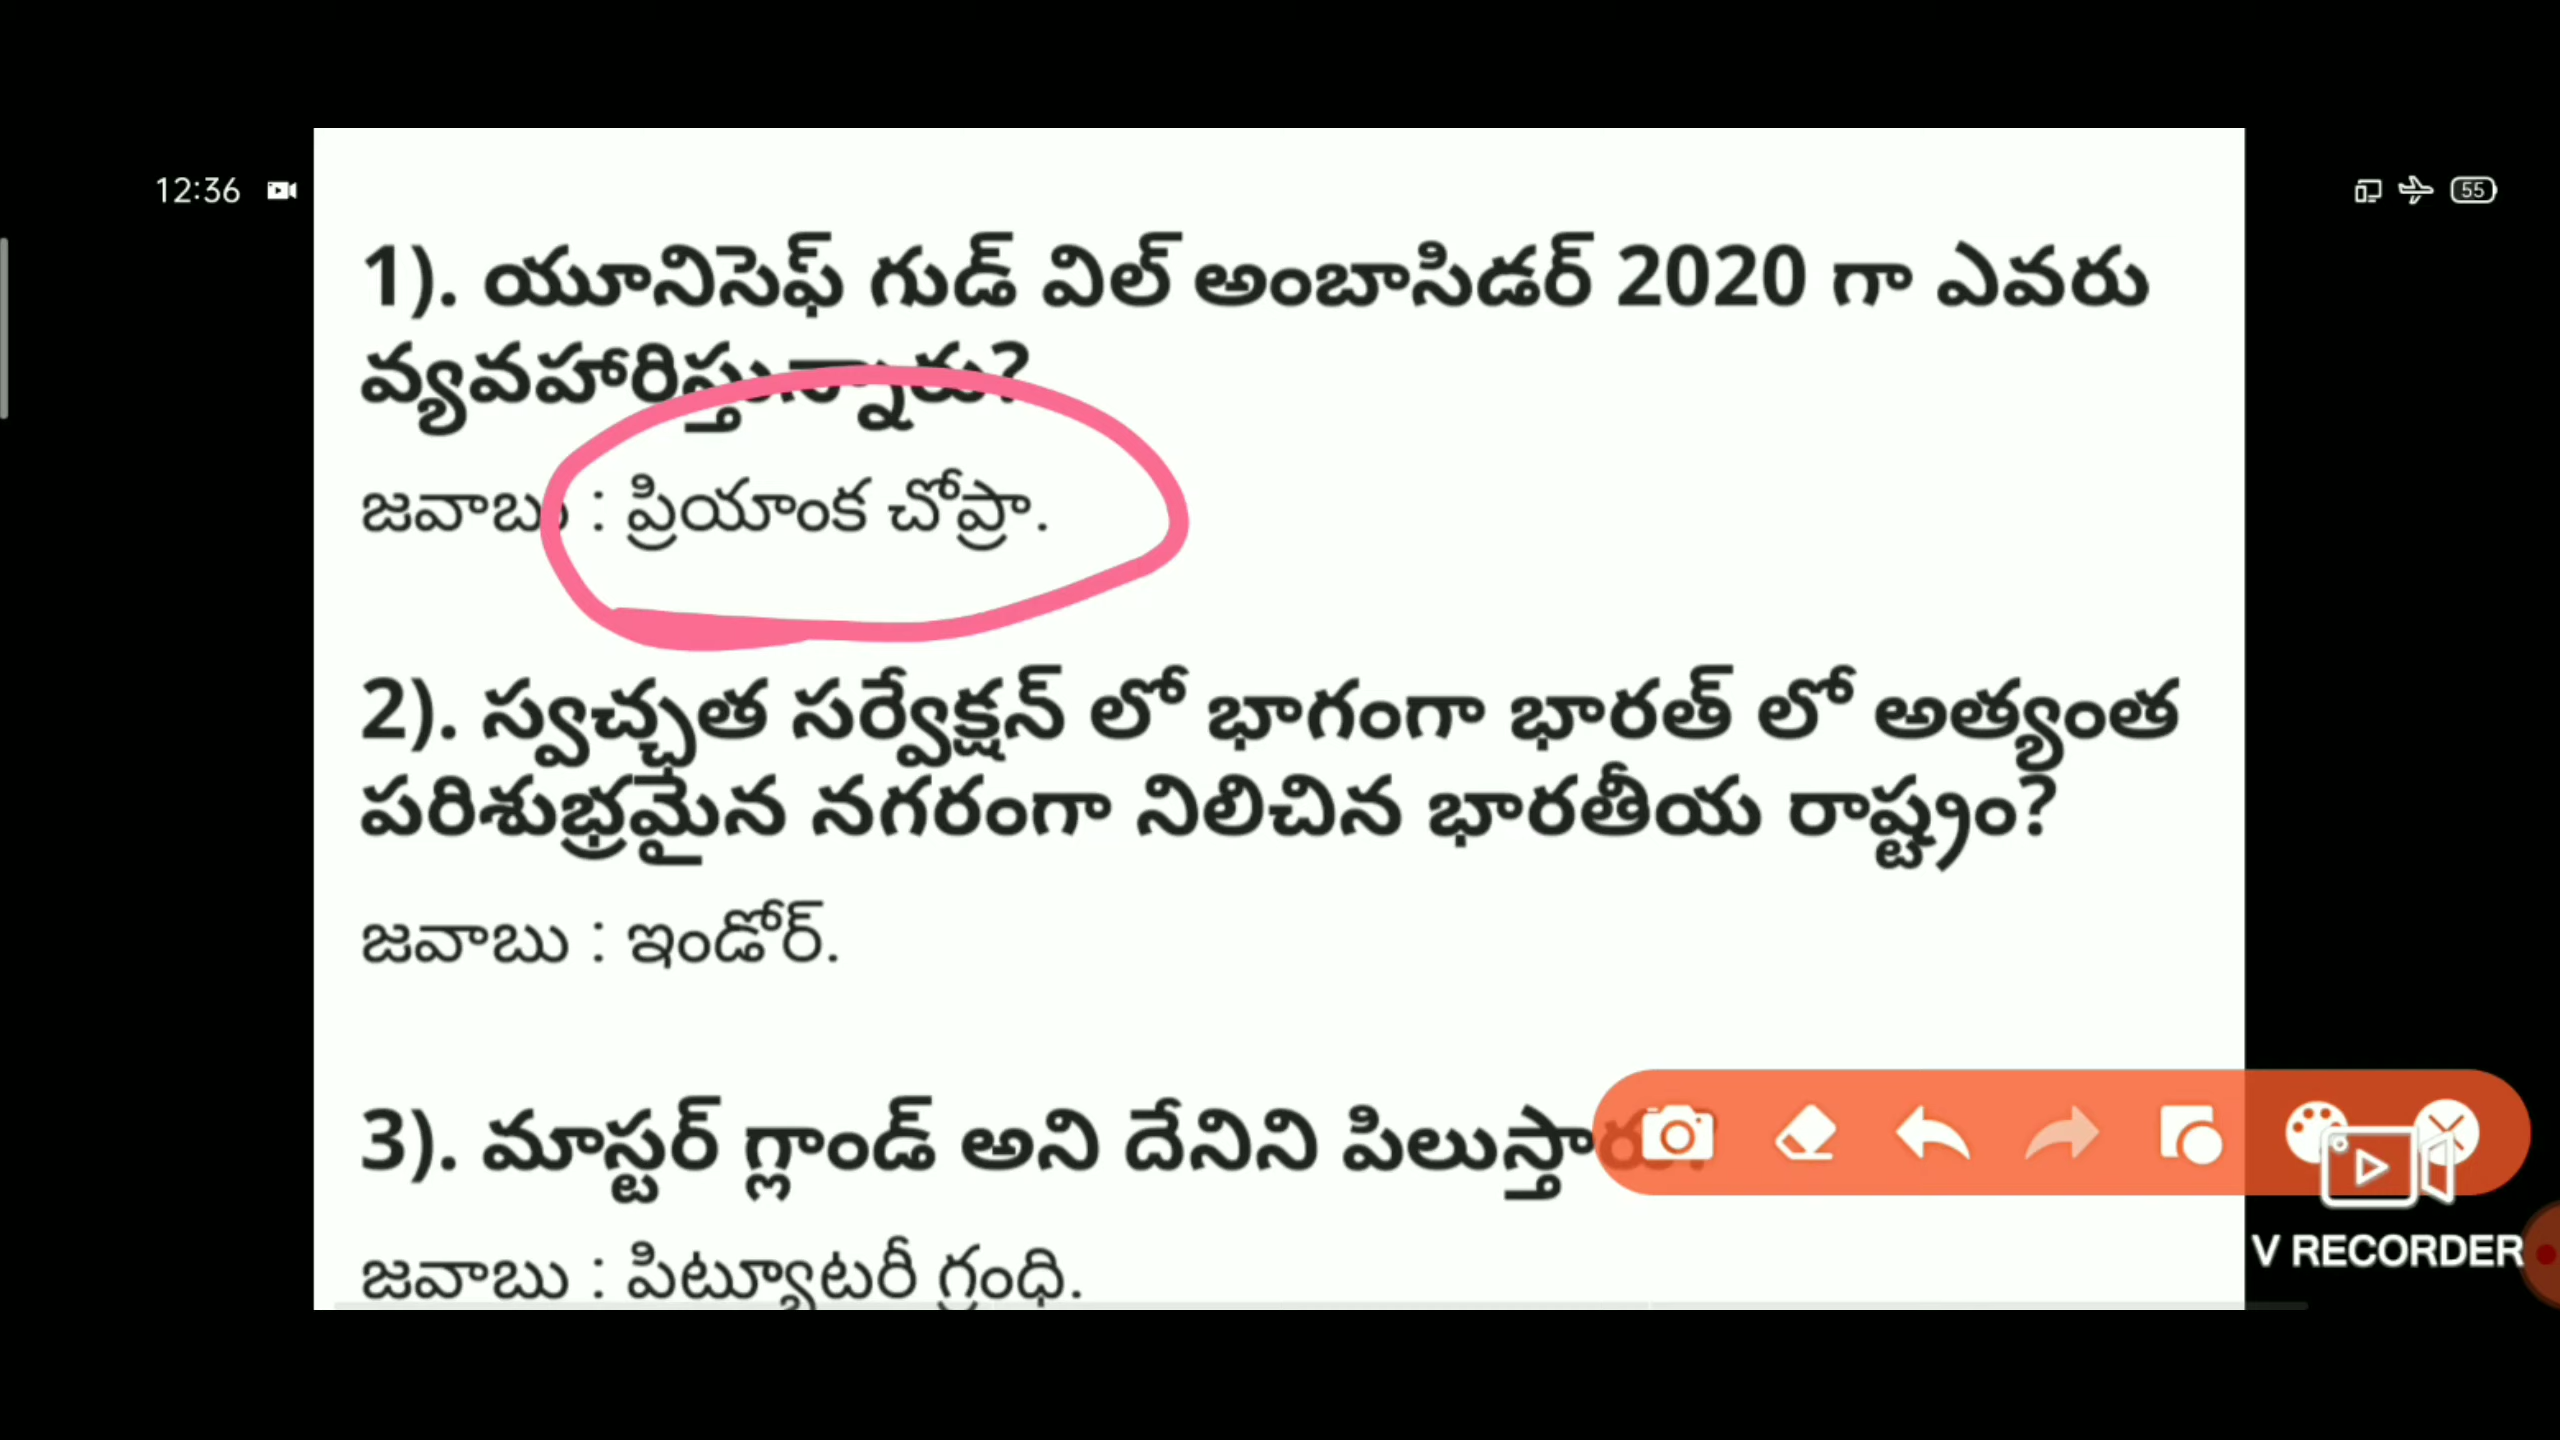 12:36
55
1). యూనిసెఫ్ గుడ్ విల్ అంబాసిడర్ 2020 గా ఎవరు
వ్యవహారిస్తున్నారు?
జవాబు : ప్రియాంక చోప్రా.
2). స్వచ్ఛత సర్వేక్షన్ లో భాగంగా భారత్ లో అత్యంత
పరిశుభ్రమైన నగరంగా నిలిచిన భారతీయ రాష్ట్రం?
జవాబు : ఇండోర్.
3). మాస్టర్ గ్లాండ్ అని దేనిని పిలుస్తారు?
జవాబు : పిట్యూటరీ గ్రంధి.
V RECORDER